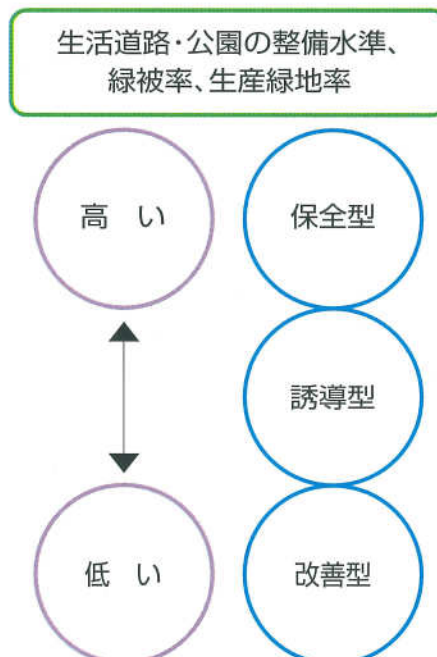 生活道路・公園の整備水準、
緑被率、生産緑地率
高　い
保全型
誘導型
低　い
改善型